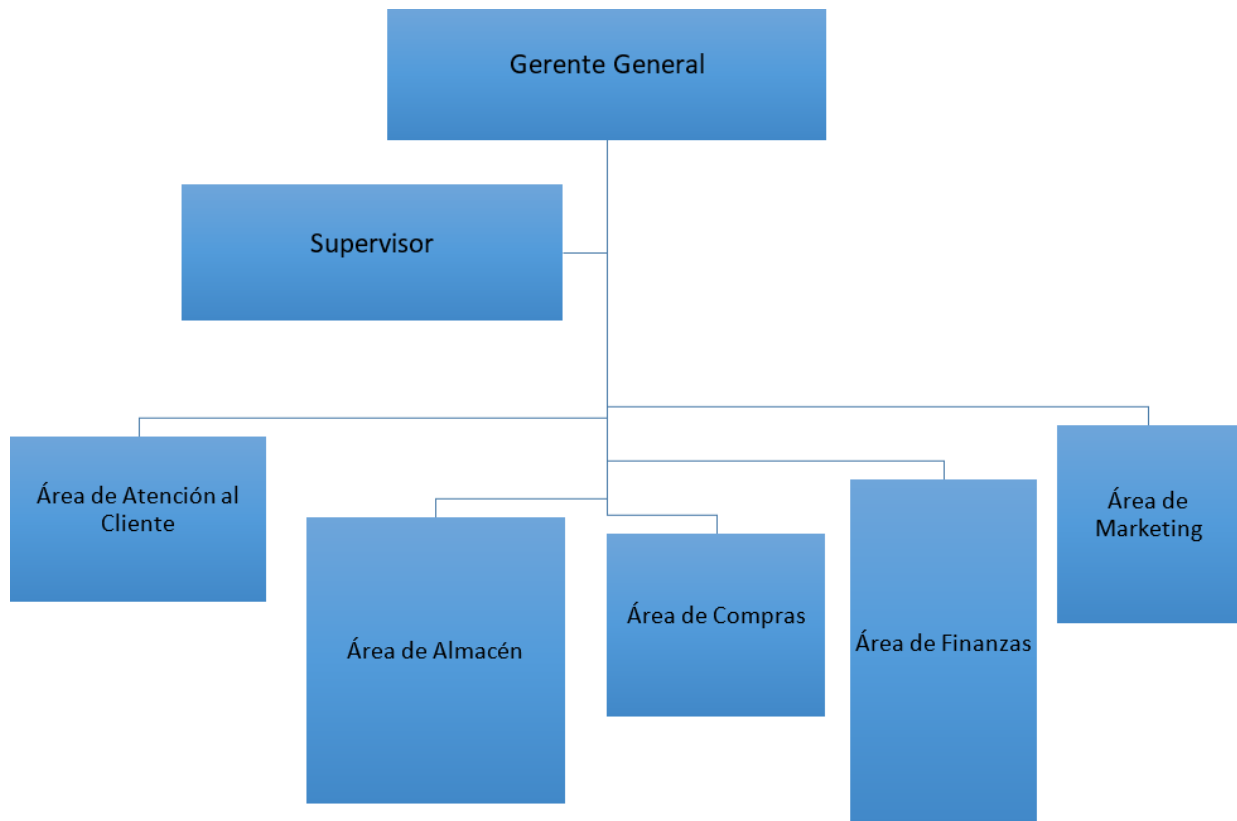 Gerente General
Supervisor
Área de Atención al
Cliente
Área de Almacén
Área de Compras
Área de Finanzas
Área de
Marketing